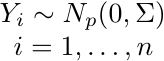 Y_i ∼ N_p(0, Σ)
i = 1, . . . , n